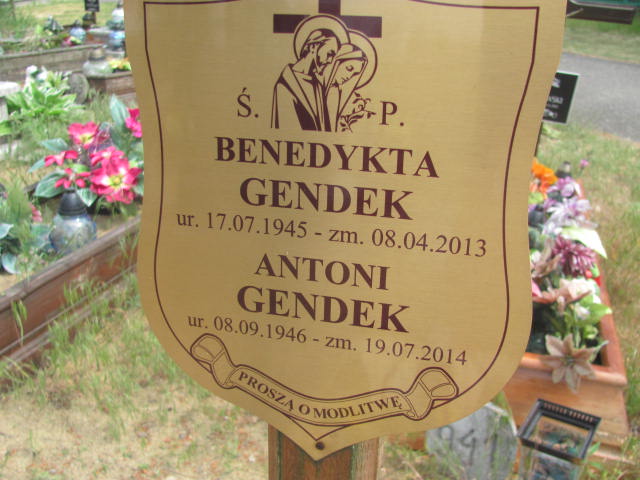 Ś. P.
BENEDYKTA
GENDEK
ur. 17.07.1945 - zm. 08.04.2013
ANTONI
GENDEK
ur. 08.09.1946 - zm. 19.07.2014
PROSZĄ O MODLITWĘ